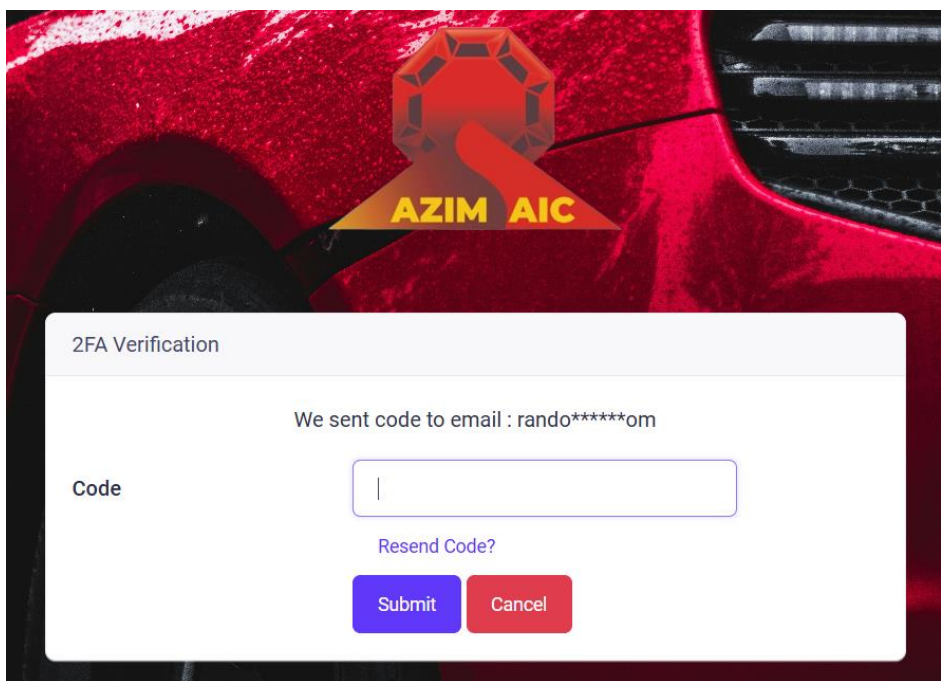 AZIM AIC
2FA Verification
We sent code to email : rando******om
Code
Resend Code?
Submit Cancel